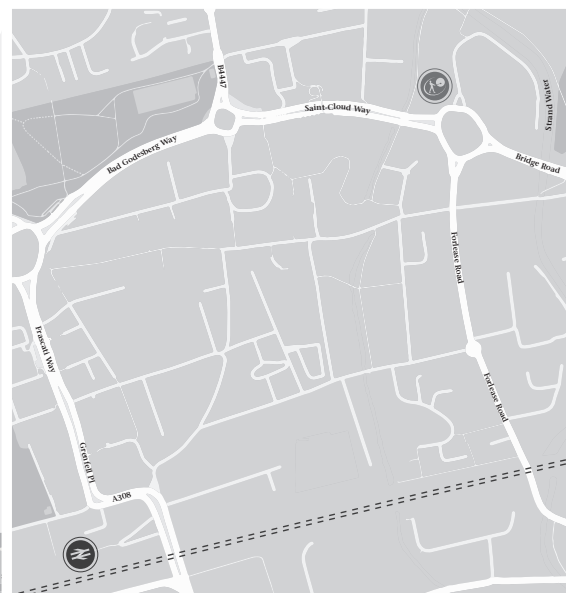 B4447
Saint-Cloud Way
Strand Water
Bad Godesberg Way
Bridge Road
Forlease Road
Frascati Way
Forlease Road
Grenfell Pl
A308